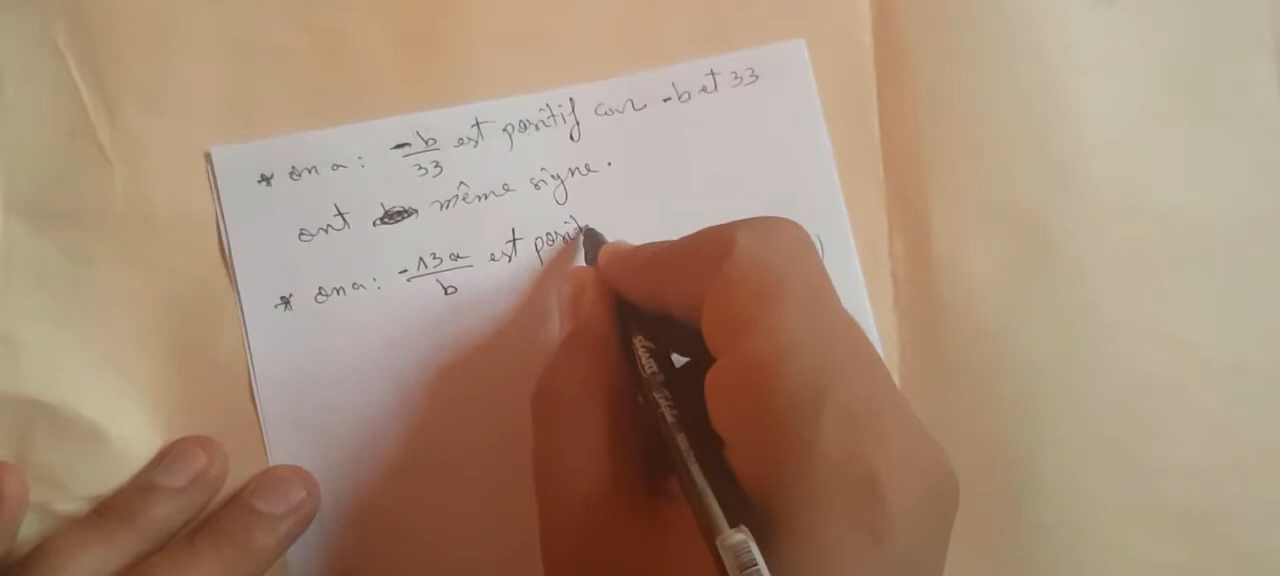 * on a : -b/33 est positif car -b et 33
ont même signe.
* on a : -13a/b est posit